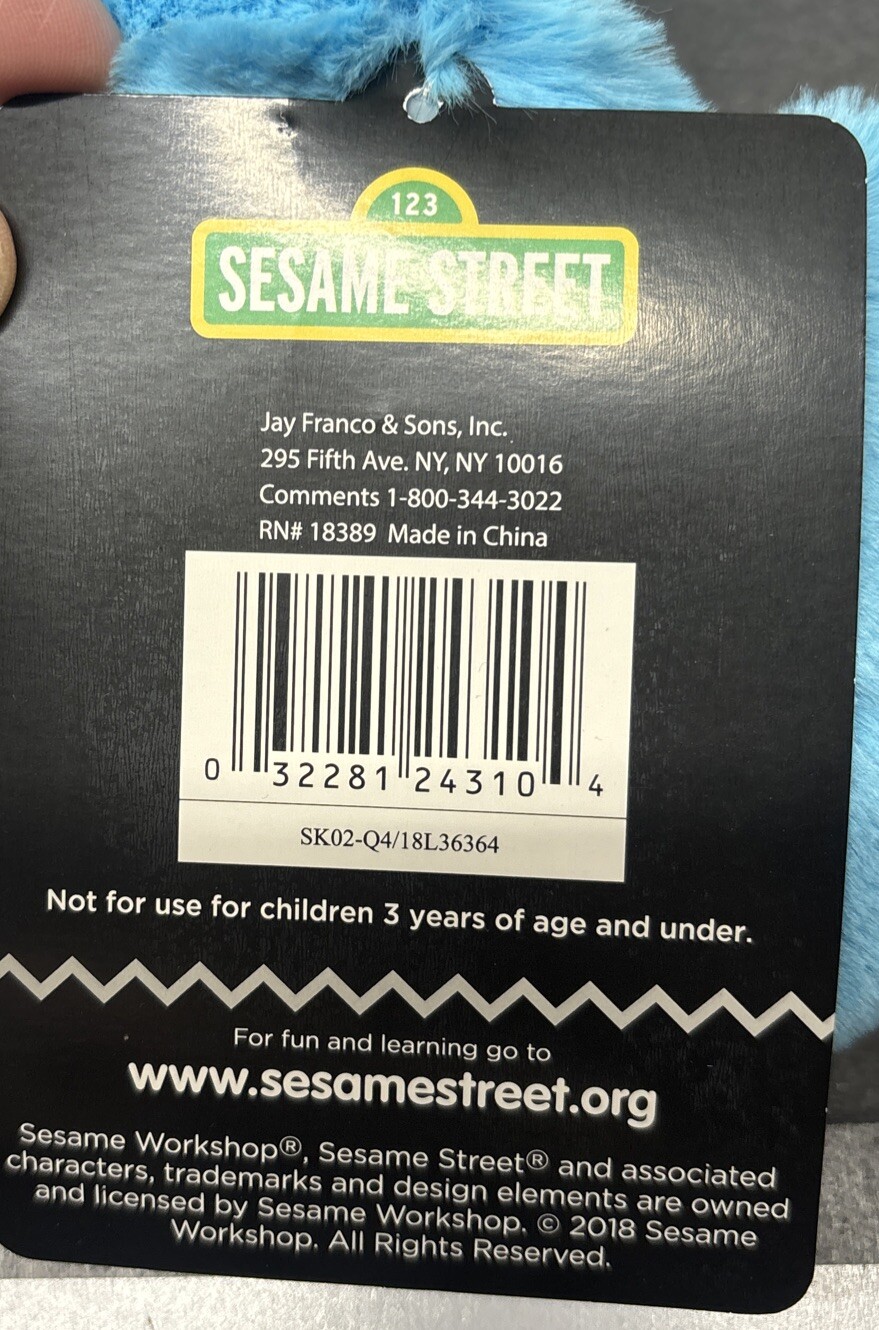 123
SESAME STREET
Jay Franco & Sons, Inc.
295 Fifth Ave. NY, NY 10016
Comments 1-800-344-3022
RN# 18389 Made in China
0 32281 24310 4
SK02-Q4/18L36364
Not for use for children 3 years of age and under.
For fun and learning go to
www.sesamestreet.org
Sesame Workshop®, Sesame Street® and associated
characters, trademarks and design elements are owned
and licensed by Sesame Workshop. © 2018 Sesame
Workshop. All Rights Reserved.